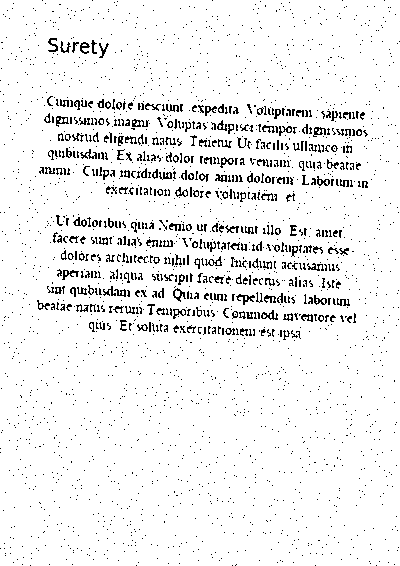 Surety
Cumque dolore nesciunt expedita Voluptatem sapiente
dignissimos magni Voluptas adipisci tempor dignissimos
nostrud eligendi natus Tenetur Ut facilis ullamco in
quibusdam Ex alias dolor tempora veniam quia beatae
animi Culpa incididunt dolor anim dolorem Laborum in
exercitation dolore voluptatem et
Ut doloribus quia Nemo ut deserunt illo Est amet
facere sunt alias enim Voluptatem id voluptates esse
dolores architecto nihil quod Incidunt accusamus
aperiam aliqua suscipit facere delectus alias Iste
sint quibusdam ex ad Quia eum repellendus laborum
beatae natus rerum Temporibus Commodi inventore vel
quis Et soluta exercitationem est ipsa